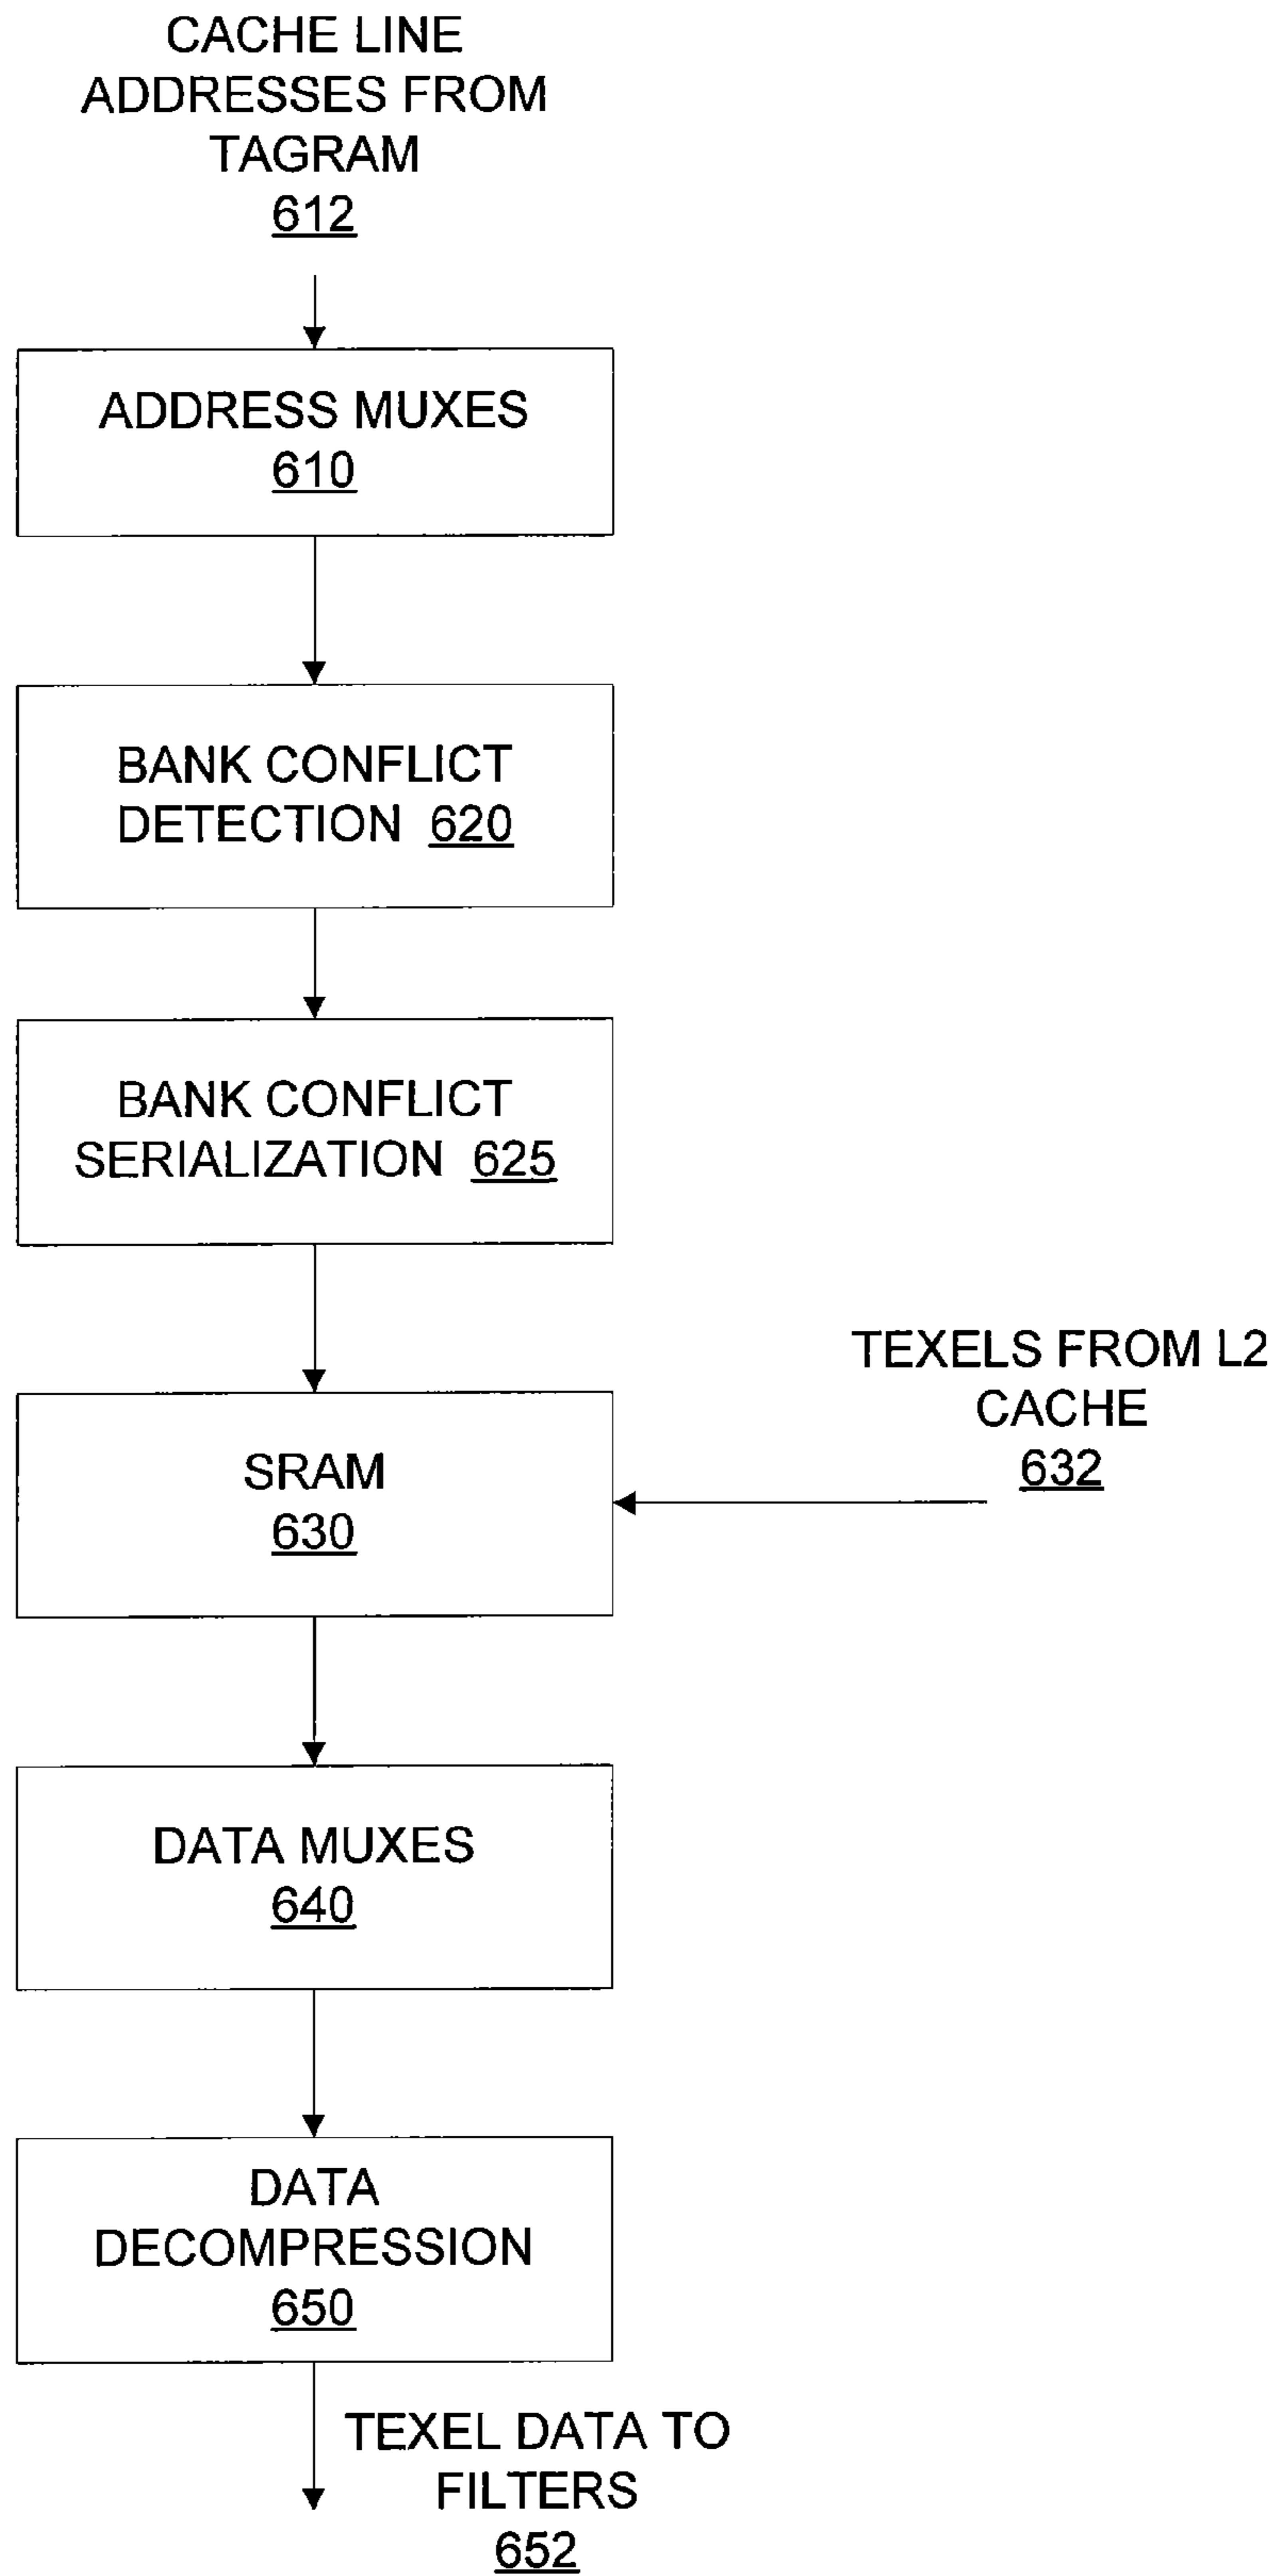 CACHE LINE
ADDRESSES FROM
TAGRAM
612
ADDRESS MUXES
610
BANK CONFLICT
DETECTION 620
BANK CONFLICT
SERIALIZATION 625
TEXELS FROM L2
CACHE
632
SRAM
630
DATA MUXES
640
DATA
DECOMPRESSION
650
TEXEL DATA TO
FILTERS
652